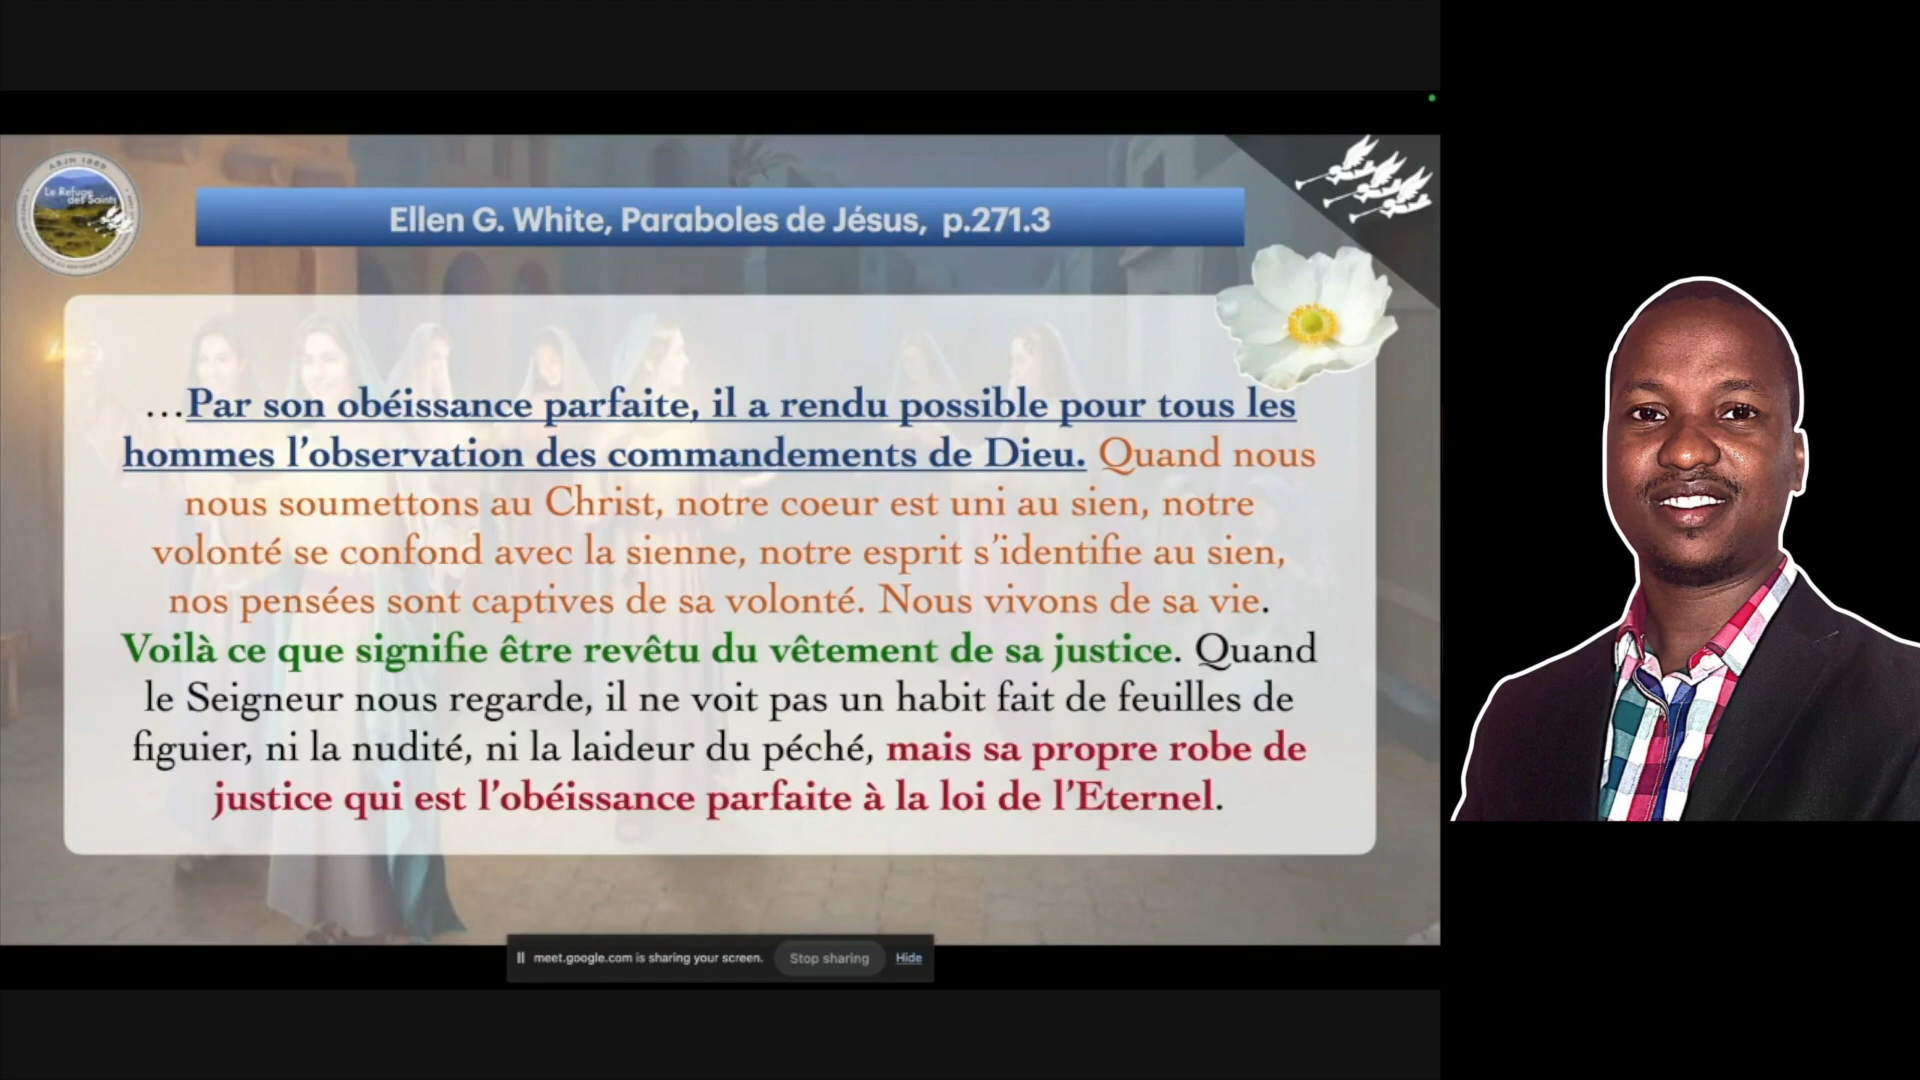 ABJH 1889
Le Refuge
des Saints
Ellen G. White, Paraboles de Jésus, p.271.3
…Par son obéissance parfaite, il a rendu possible pour tous les
hommes l’observation des commandements de Dieu. Quand nous
nous soumettons au Christ, notre coeur est uni au sien, notre
volonté se confond avec la sienne, notre esprit s’identifie au sien,
nos pensées sont captives de sa volonté. Nous vivons de sa vie.
Voilà ce que signifie être revêtu du vêtement de sa justice. Quand
le Seigneur nous regarde, il ne voit pas un habit fait de feuilles de
figuier, ni la nudité, ni la laideur du péché, mais sa propre robe de
justice qui est l’obéissance parfaite à la loi de l’Eternel.
meet.google.com is sharing your screen. Stop sharing Hide